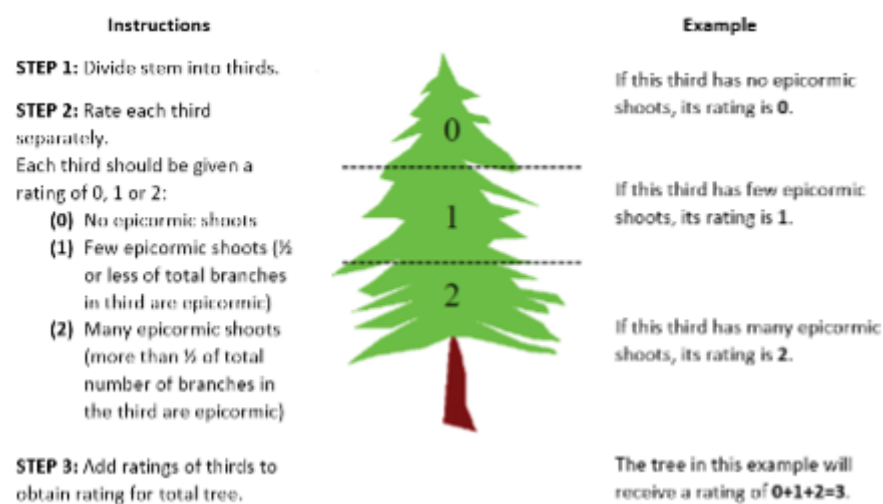 Instructions
STEP 1: Divide stem into thirds.
STEP 2: Rate each third
separately.
Each third should be given a
rating of 0, 1 or 2:
(0) No epicormic shoots
(1) Few epicormic shoots (½
or less of total branches
in third are epicormic)
(2) Many epicormic shoots
(more than ½ of total
number of branches in
the third are epicormic)
STEP 3: Add ratings of thirds to
obtain rating for total tree.
0
1
2
Example
If this third has no epicormic
shoots, its rating is 0.
If this third has few epicormic
shoots, its rating is 1.
If this third has many epicormic
shoots, its rating is 2.
The tree in this example will
receive a rating of 0+1+2=3.